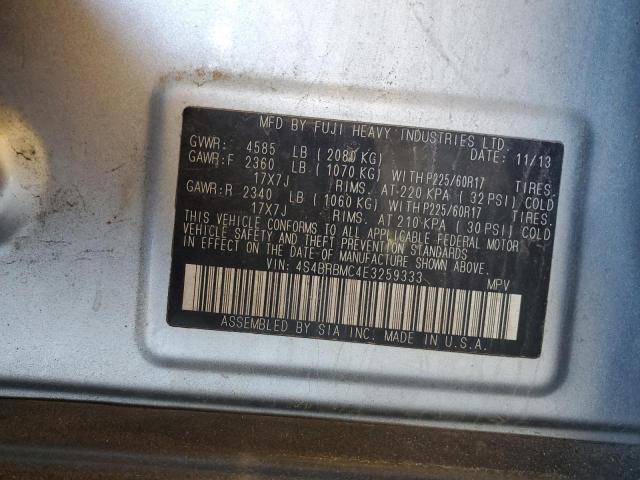 MFD BY FUJI HEAVY INDUSTRIES LTD.
GVWR: 4585 LB ( 2080 KG) DATE: 11/13
GAWR:F 2360 LB ( 1070 KG) WITH P225/60R17 TIRES.
17X7J RIMS. AT 220 KPA ( 32 PSI) COLD
GAWR:R 2340 LB ( 1060 KG) WITH P225/60R17 TIRES.
17X7J RIMS. AT 210 KPA ( 30 PSI) COLD
THIS VEHICLE CONFORMS TO ALL APPLICABLE FEDERAL MOTOR
VEHICLE SAFETY AND THEFT PREVENTION STANDARDS
IN EFFECT ON THE DATE OF MANUFACTURE SHOWN ABOVE.
VIN: 4S4BRBMC4E3259333 MPV
ASSEMBLED BY SIA INC. MADE IN U.S.A.